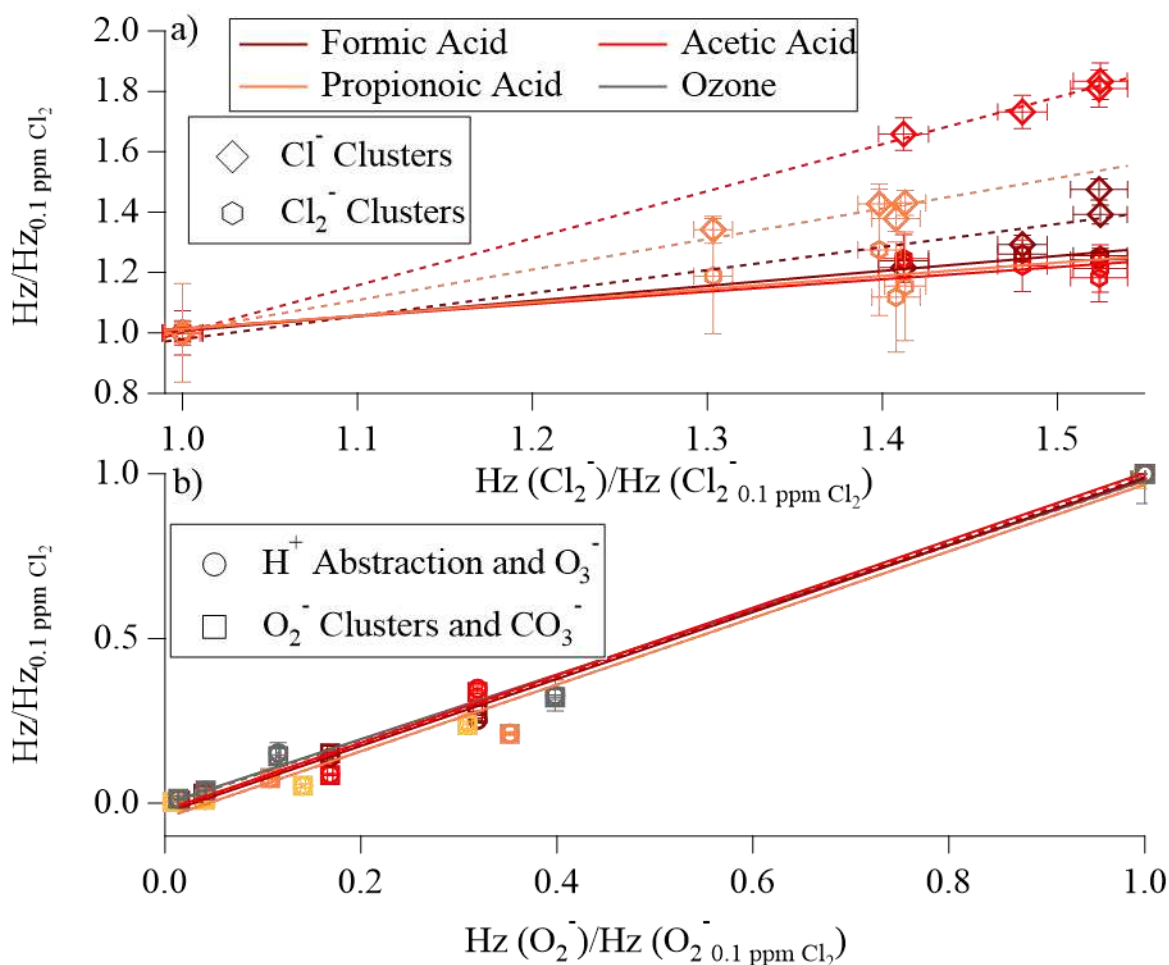 a)
Formic Acid
Acetic Acid
Propionoic Acid
Ozone
Cl⁻ Clusters
Cl₂⁻ Clusters
Hz/Hz₀.₁ ppm Cl₂
2.0
1.8
1.6
1.4
1.2
1.0
0.8
1.0 1.1 1.2 1.3 1.4 1.5
Hz (Cl₂⁻)/Hz (Cl₂⁻ 0.1 ppm Cl₂)
b)
H⁺ Abstraction and O₃⁻
O₂⁻ Clusters and CO₃⁻
Hz/Hz₀.₁ ppm Cl₂
1.0
0.5
0.0
0.0 0.2 0.4 0.6 0.8 1.0
Hz (O₂⁻)/Hz (O₂⁻ 0.1 ppm Cl₂)